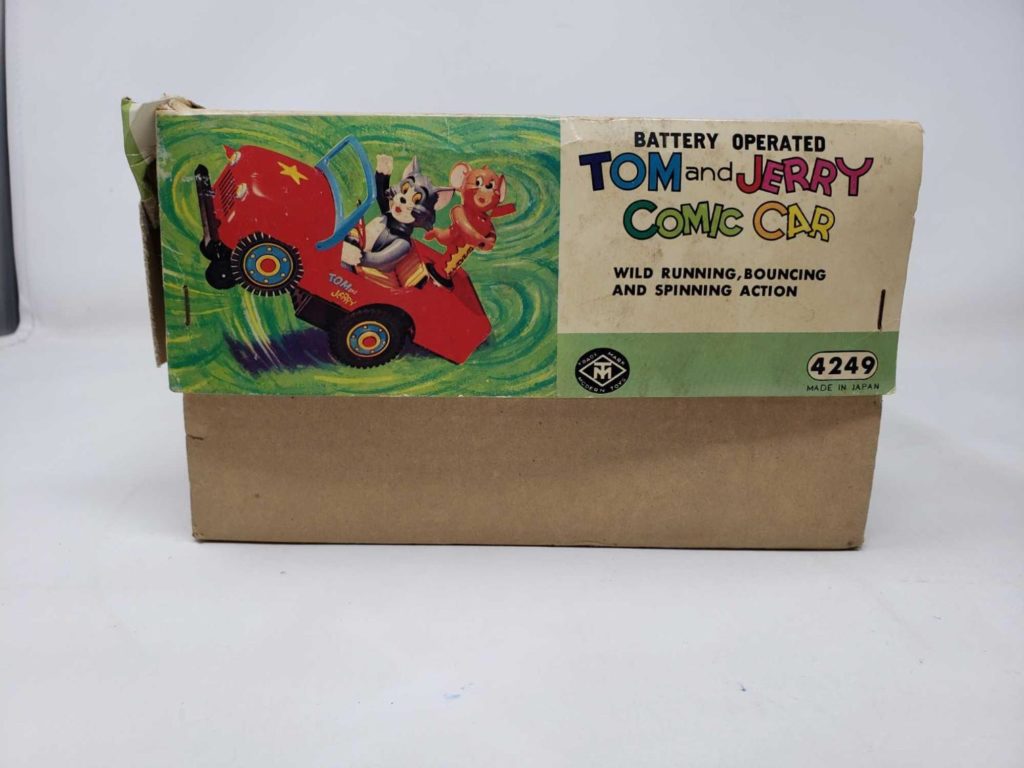 TOM and
JERRY
BATTERY OPERATED
TOM and JERRY
COMIC CAR
WILD RUNNING, BOUNCING
AND SPINNING ACTION
TRADE MARK
TM
MODERN TOYS
4249
MADE IN JAPAN